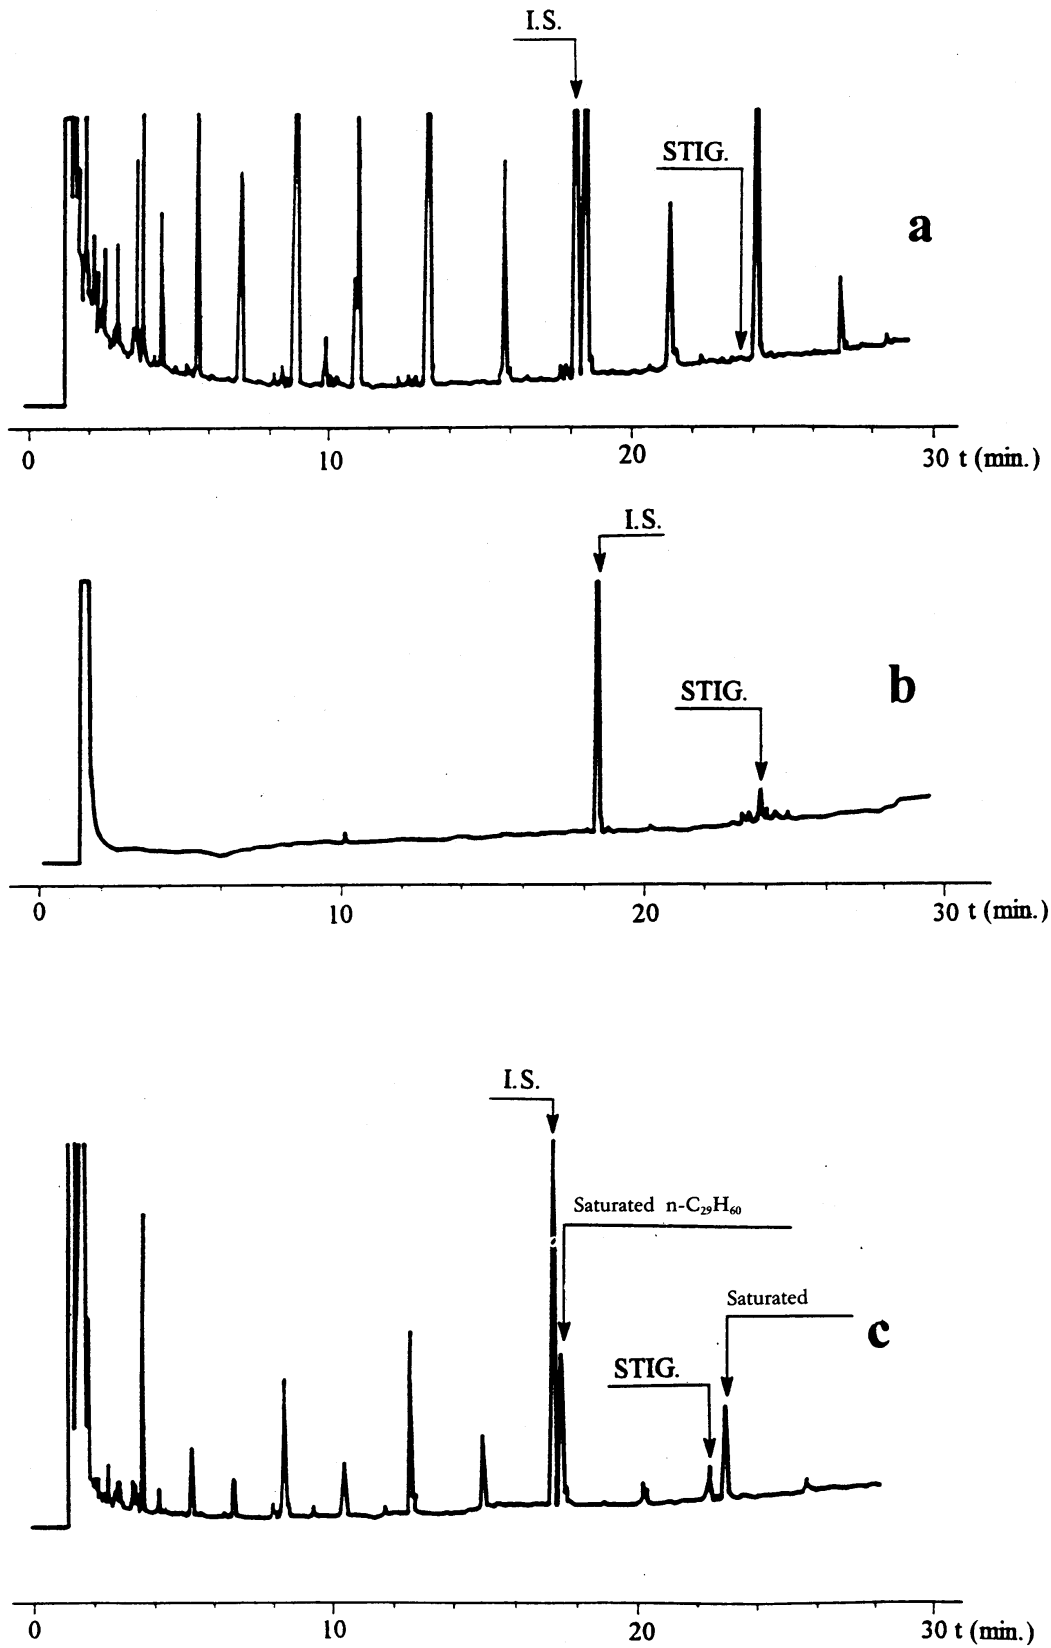 I.S.
STIG.
a
0 10 20 30 t (min.)
I.S.
STIG.
b
0 10 20 30 t (min.)
I.S.
Saturated n-C₂₉H₆₀
Saturated
c
STIG.
0 10 20 30 t (min.)